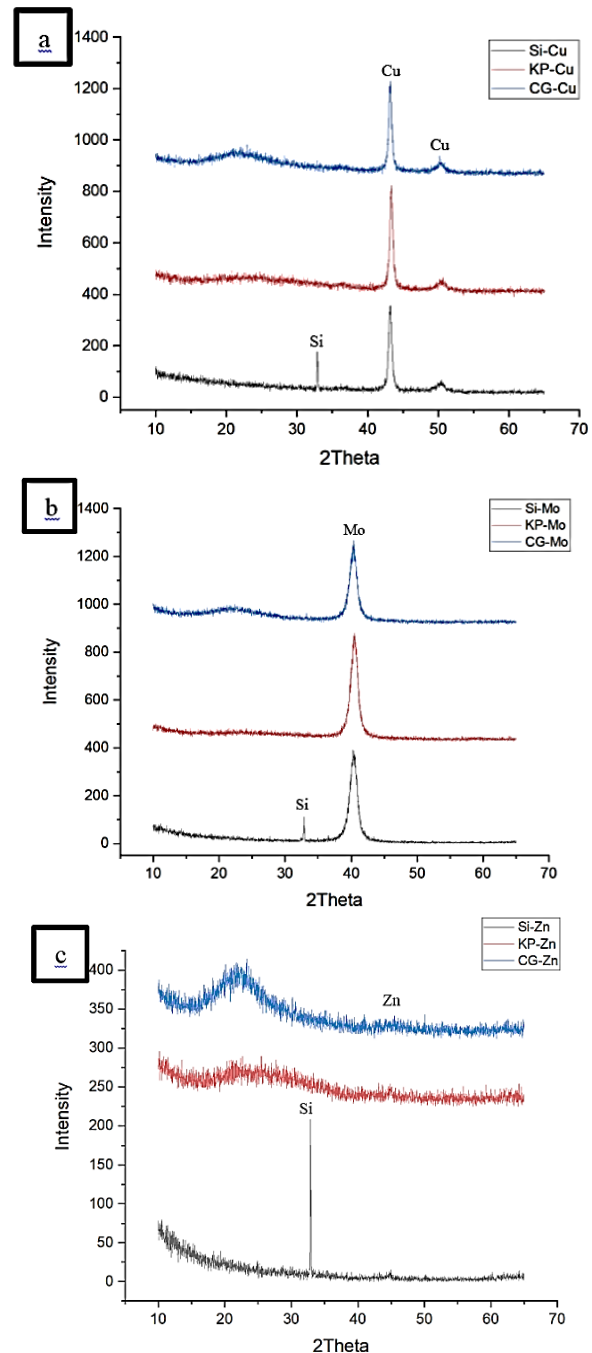 a
1400
1200
1000
800
600
400
200
0
Intensity
Si-Cu
KP-Cu
CG-Cu
Cu
Cu
Si
10 20 30 40 50 60 70
2Theta
b
1400
1200
1000
800
600
400
200
0
Intensity
Si-Mo
KP-Mo
CG-Mo
Mo
Si
10 20 30 40 50 60 70
2Theta
c
400
350
300
250
200
150
100
50
0
Intensity
Si-Zn
KP-Zn
CG-Zn
Zn
Si
10 20 30 40 50 60 70
2Theta